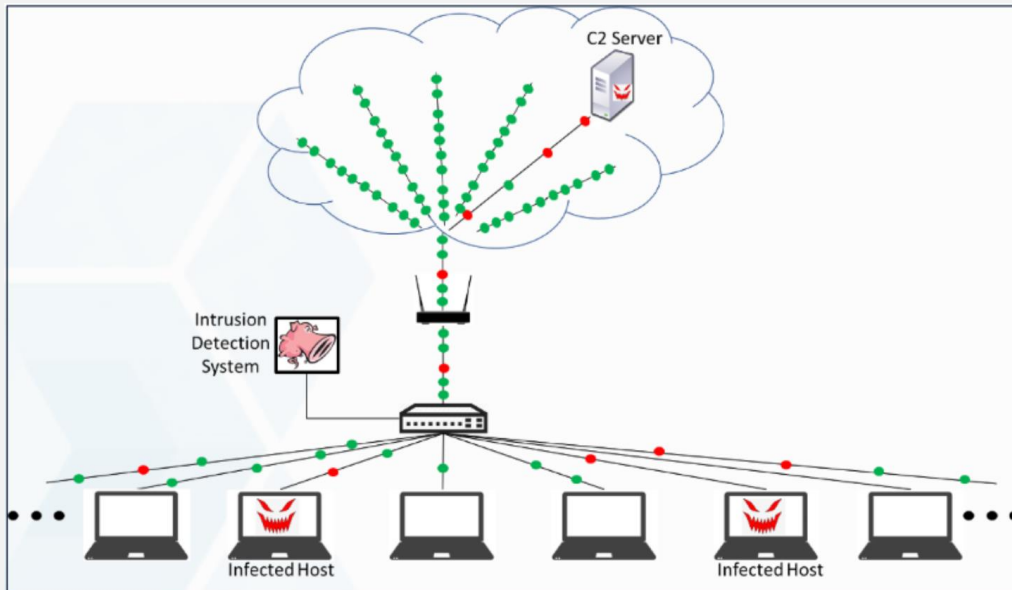 C2 Server
Intrusion
Detection
System
Infected Host
Infected Host